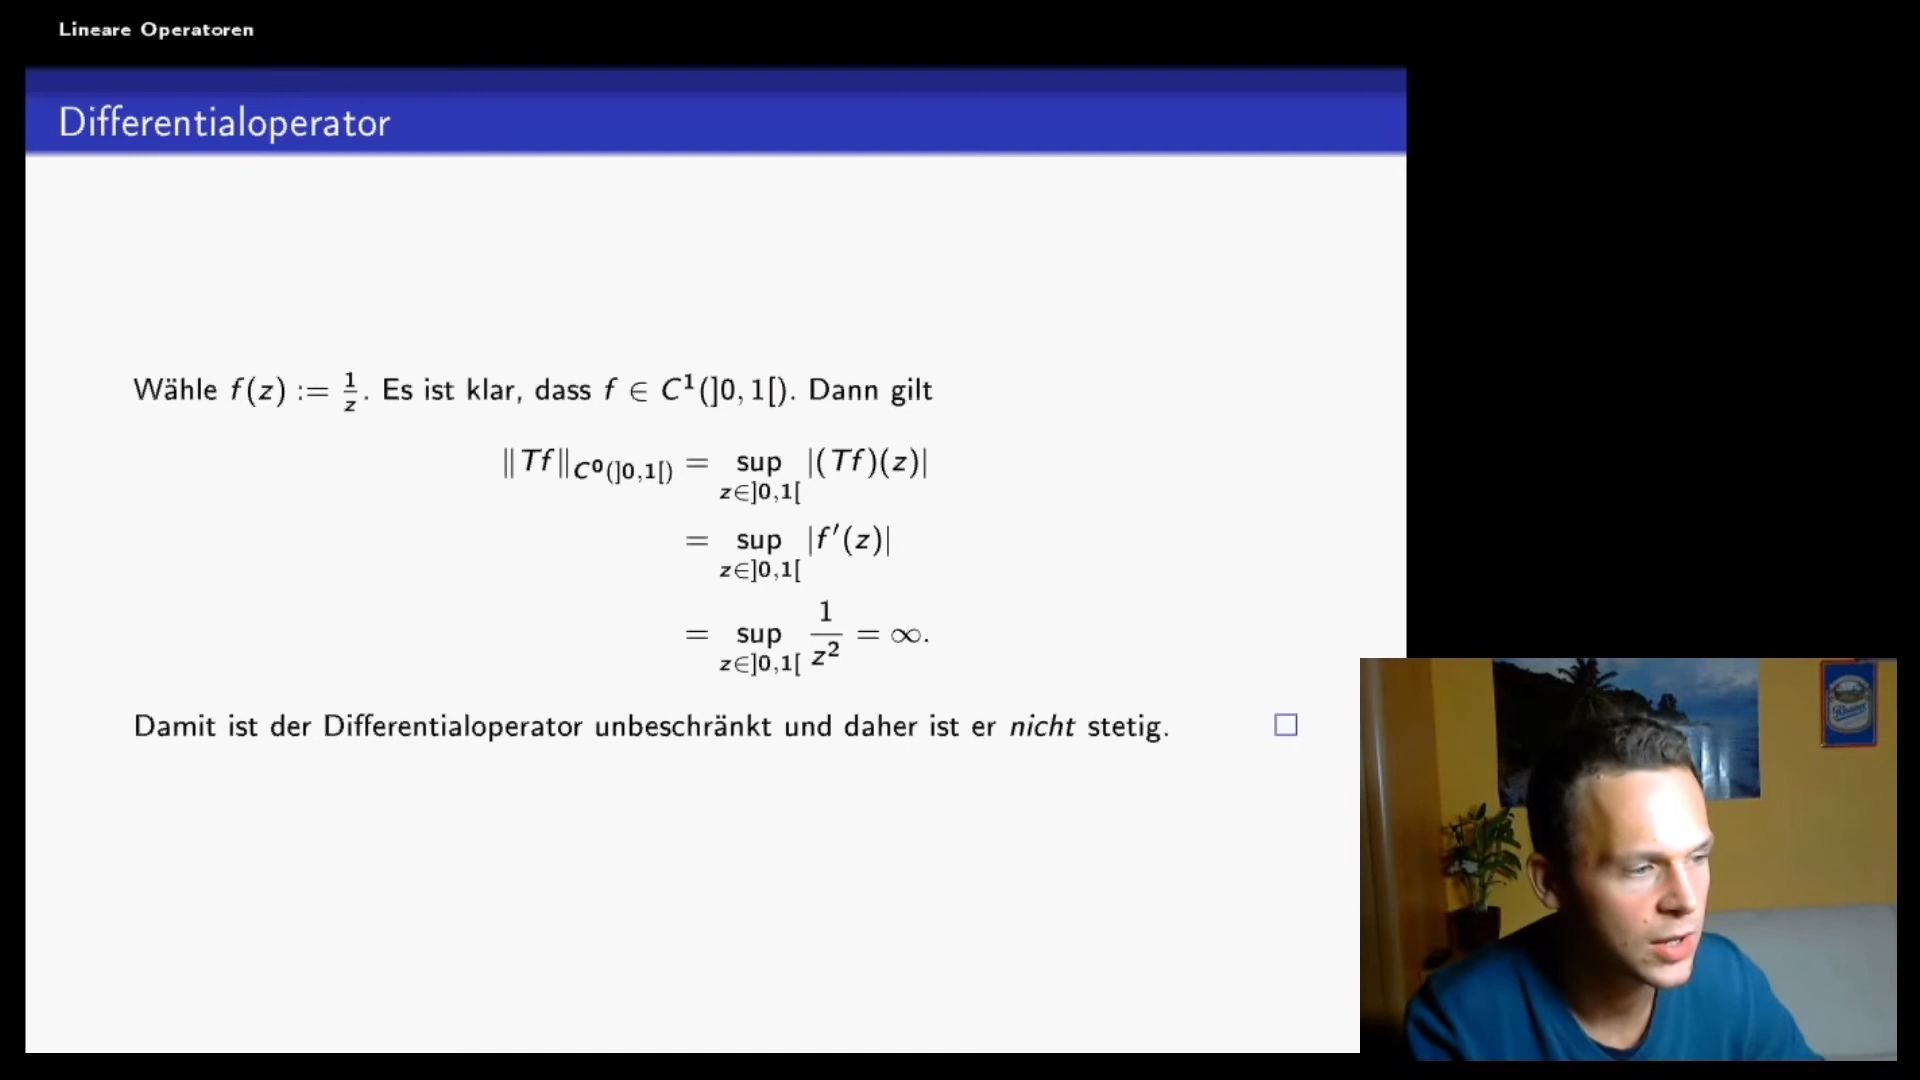 Lineare Operatoren
Differentialoperator
Wähle f(z) := 1/z. Es ist klar, dass f ∈ C¹(]0, 1[). Dann gilt
‖Tf‖_{C⁰(]0,1[)} = sup_{z∈]0,1[} |(Tf)(z)|
= sup_{z∈]0,1[} |f′(z)|
= sup_{z∈]0,1[} 1/z² = ∞.
Damit ist der Differentialoperator unbeschränkt und daher ist er nicht stetig. □